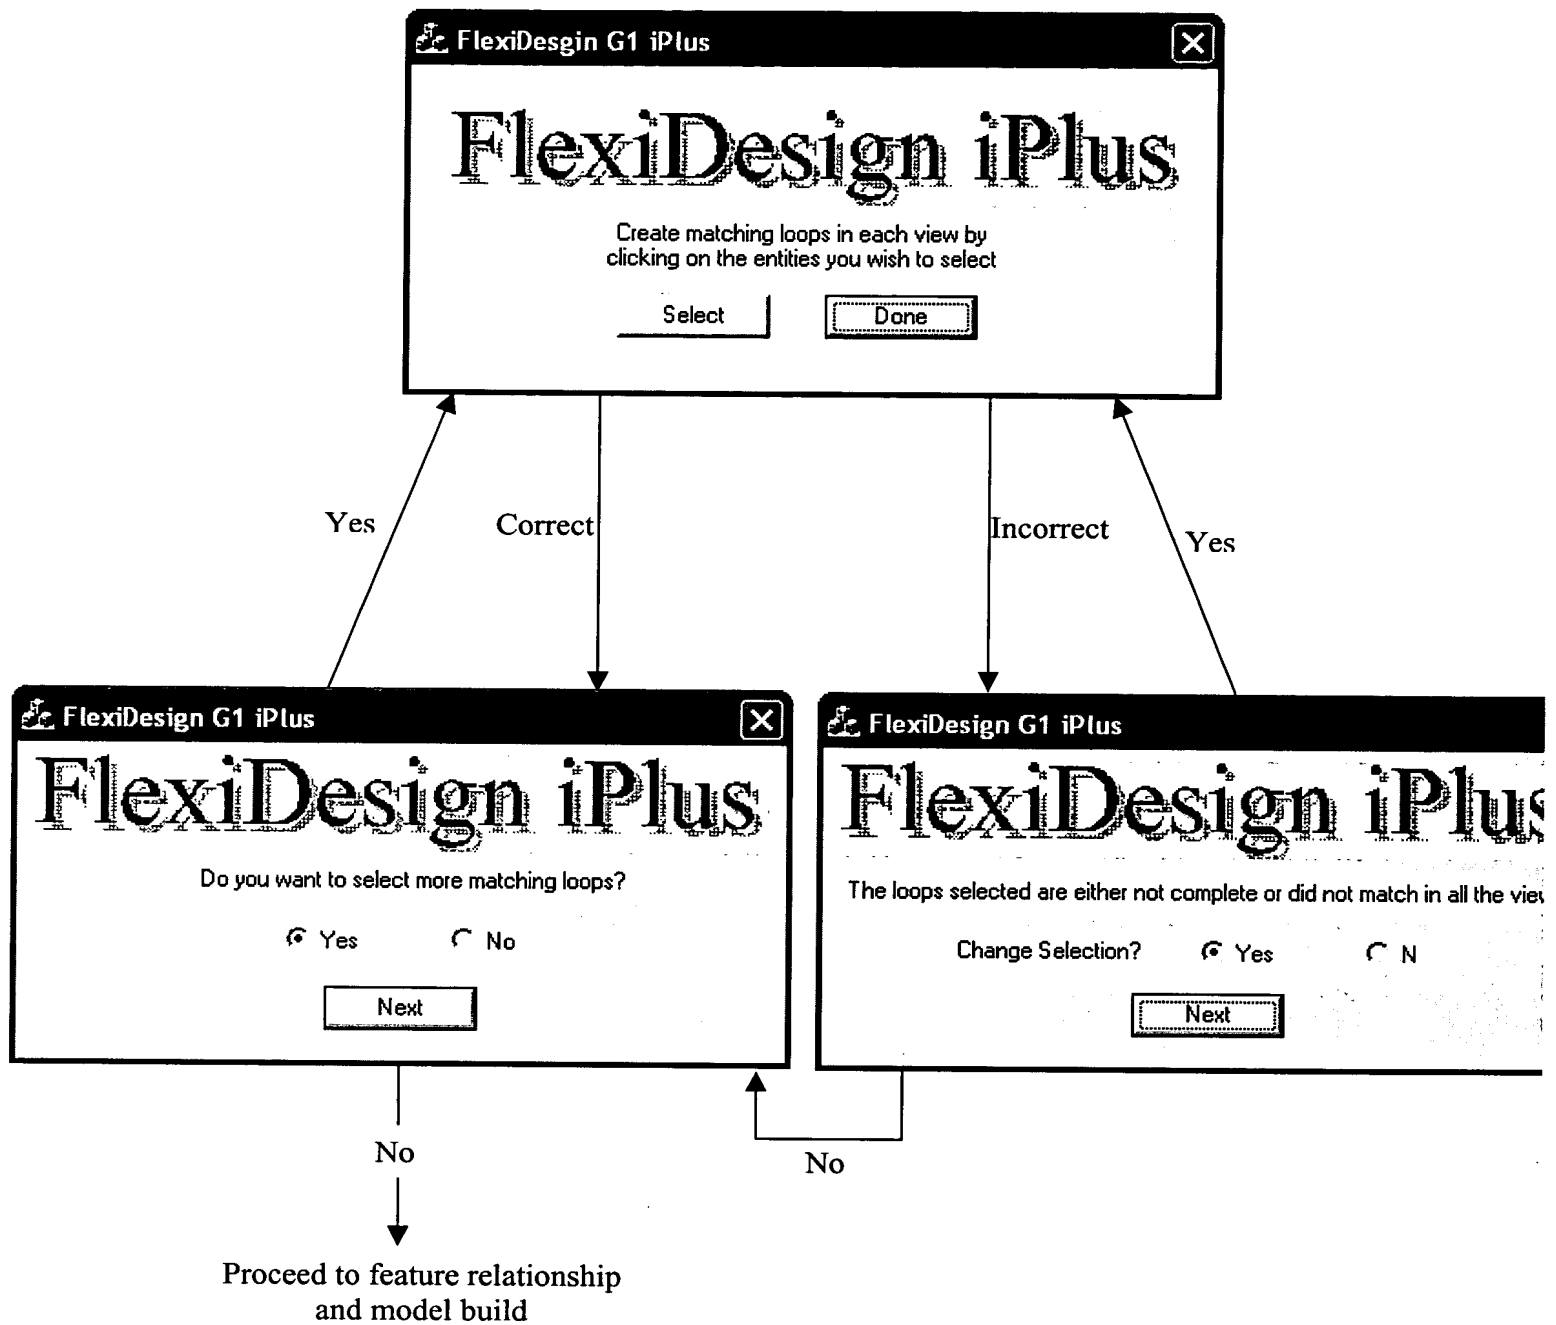 FlexiDesgin G1 iPlus
FlexiDesign iPlus
Create matching loops in each view by
clicking on the entities you wish to select
Select Done
Yes Correct Incorrect Yes
FlexiDesign G1 iPlus
FlexiDesign iPlus
Do you want to select more matching loops?
Yes No
Next
FlexiDesign G1 iPlus
FlexiDesign iPlus
The loops selected are either not complete or did not match in all the view
Change Selection? Yes N
Next
No
No
Proceed to feature relationship
and model build